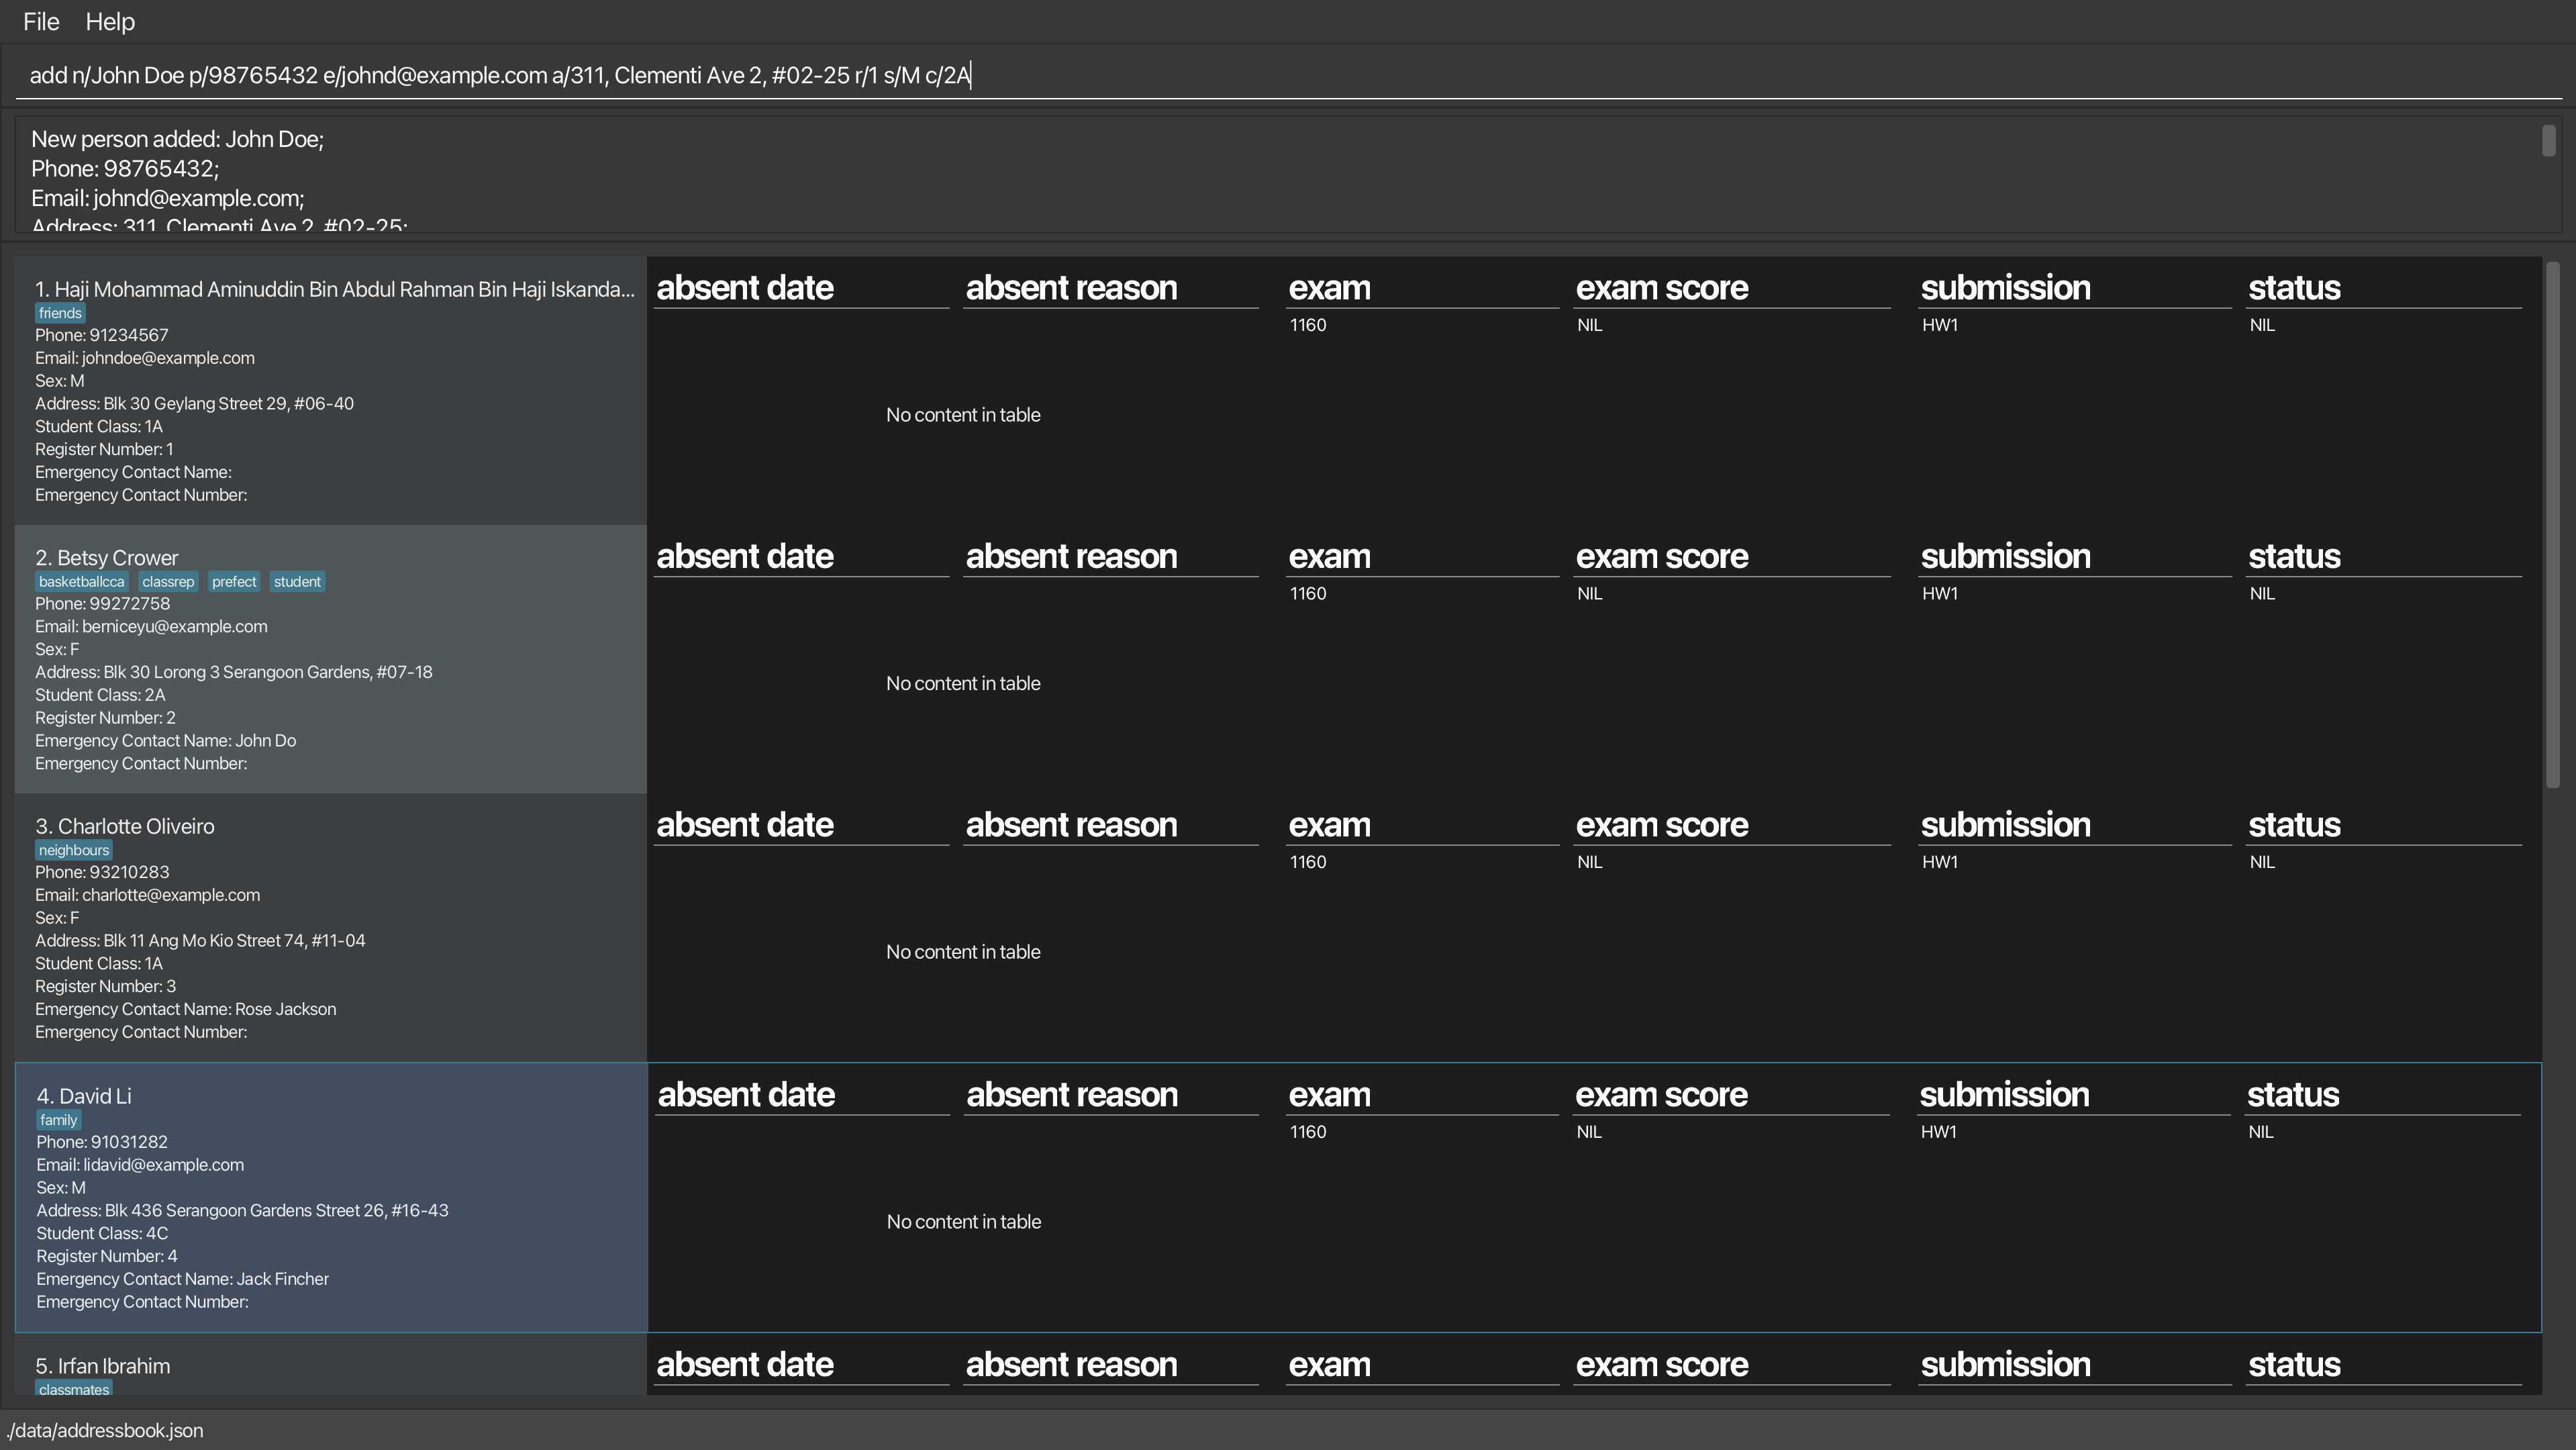 File Help
add n/John Doe p/98765432 e/johnd@example.com a/311, Clementi Ave 2, #02-25 r/1 s/M c/2A
New person added: John Doe;
Phone: 98765432;
Email: johnd@example.com;
Address: 311, Clementi Ave 2, #02-25;
1. Haji Mohammad Aminuddin Bin Abdul Rahman Bin Haji Iskanda...
friends
Phone: 91234567
Email: johndoe@example.com
Sex: M
Address: Blk 30 Geylang Street 29, #06-40
Student Class: 1A
Register Number: 1
Emergency Contact Name:
Emergency Contact Number:
absent date absent reason exam exam score submission status
1160 NIL HW1 NIL
No content in table
2. Betsy Crower
basketballcca classrep prefect student
Phone: 99272758
Email: berniceyu@example.com
Sex: F
Address: Blk 30 Lorong 3 Serangoon Gardens, #07-18
Student Class: 2A
Register Number: 2
Emergency Contact Name: John Do
Emergency Contact Number:
absent date absent reason exam exam score submission status
1160 NIL HW1 NIL
No content in table
3. Charlotte Oliveiro
neighbours
Phone: 93210283
Email: charlotte@example.com
Sex: F
Address: Blk 11 Ang Mo Kio Street 74, #11-04
Student Class: 1A
Register Number: 3
Emergency Contact Name: Rose Jackson
Emergency Contact Number:
absent date absent reason exam exam score submission status
1160 NIL HW1 NIL
No content in table
4. David Li
family
Phone: 91031282
Email: lidavid@example.com
Sex: M
Address: Blk 436 Serangoon Gardens Street 26, #16-43
Student Class: 4C
Register Number: 4
Emergency Contact Name: Jack Fincher
Emergency Contact Number:
absent date absent reason exam exam score submission status
1160 NIL HW1 NIL
No content in table
5. Irfan Ibrahim
classmates
absent date absent reason exam exam score submission status
./data/addressbook.json